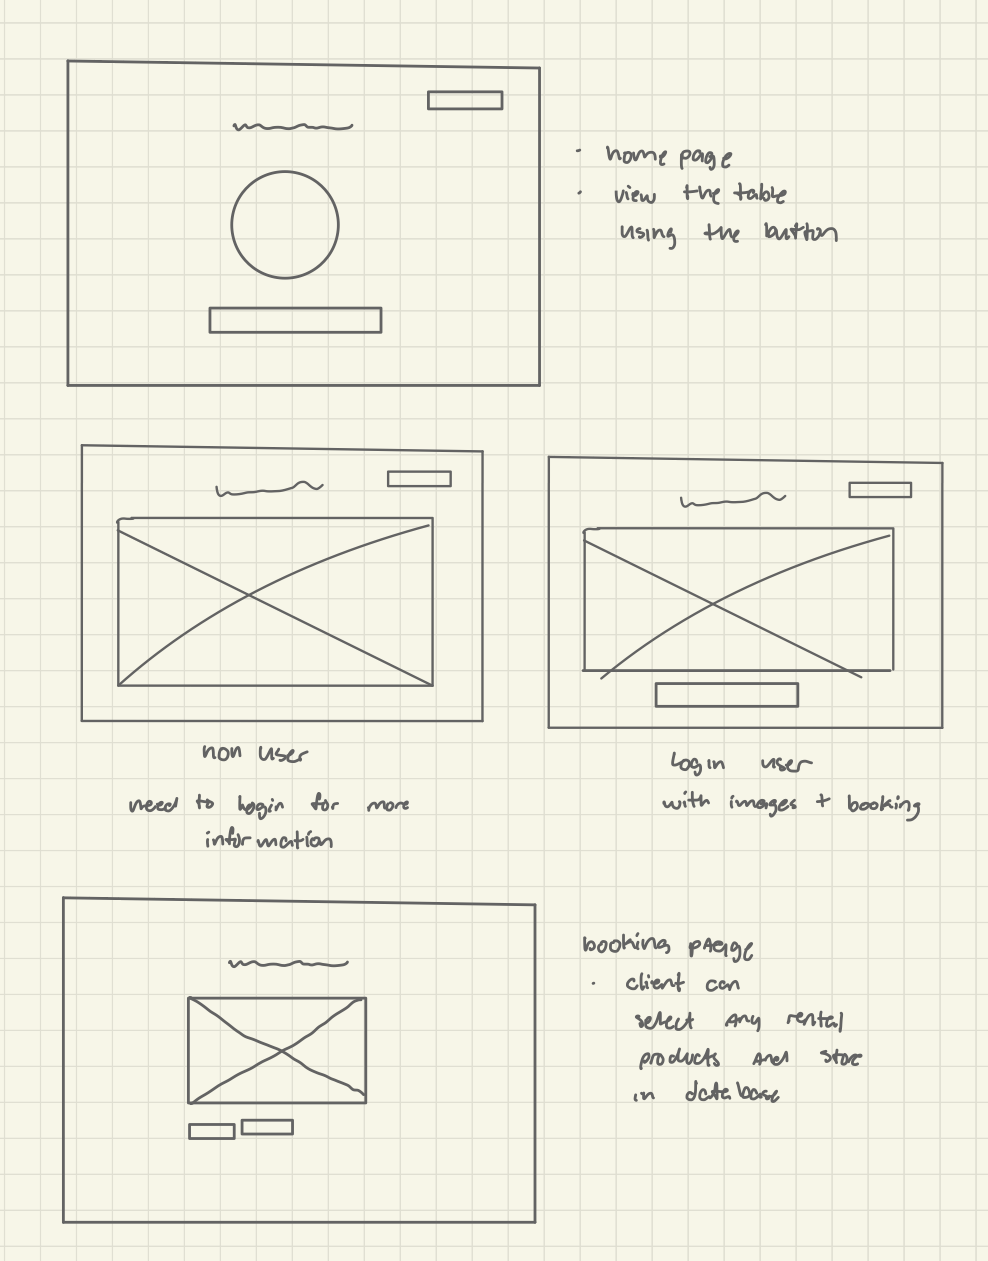 · home page
· view the table
using the button
non user
need to login for more
information
login user
with images + booking
booking paege
· client can
select any rental
products and store
in database